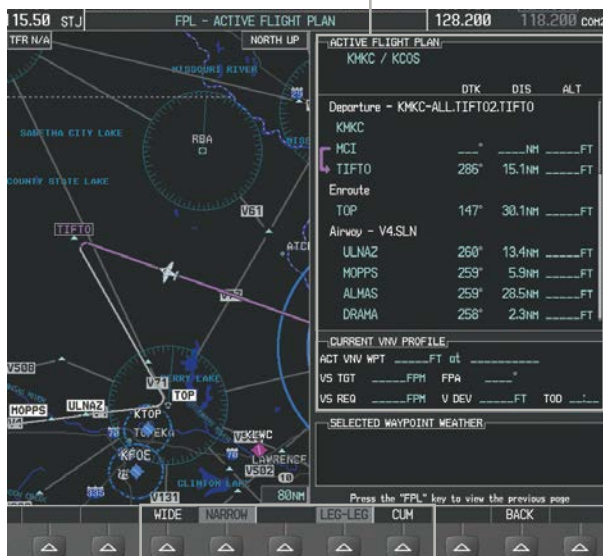 115.50 STJ
FPL – ACTIVE FLIGHT PLAN
128.200 118.200 COM2
TFR N/A
NORTH UP
MISSOURI RIVER
SABETHA CITY LAKE
RBA
COUNTY STATE LAKE
V61
TIFTO
ATCH
V508
V71
PERRY LAKE
TOP
HOPPS
ULNAZ
KTOP
TOPEKA
KFOE
LAWRENCE
V502
10
CLINTON LAKE
V131
80NM
ACTIVE FLIGHT PLAN
KMKC / KCOS
DTK DIS ALT
Departure – KMKC-ALL.TIFTO2.TIFTO
KMKC
MCI ___° ____NM _____FT
TIFTO 286° 15.1NM _____FT
Enroute
TOP 147° 30.1NM _____FT
Airway – V4.SLN
ULNAZ 260° 13.4NM _____FT
MOPPS 259° 5.9NM _____FT
ALMAS 259° 28.5NM _____FT
DRAMA 258° 2.3NM _____FT
CURRENT VNV PROFILE
ACT VNV WPT _____FT at __________
VS TGT _____FPM FPA ____°
VS REQ _____FPM V DEV _____FT TOD __:__
SELECTED WAYPOINT WEATHER
Press the "FPL" key to view the previous page
WIDE NARROW LEG-LEG CUM BACK